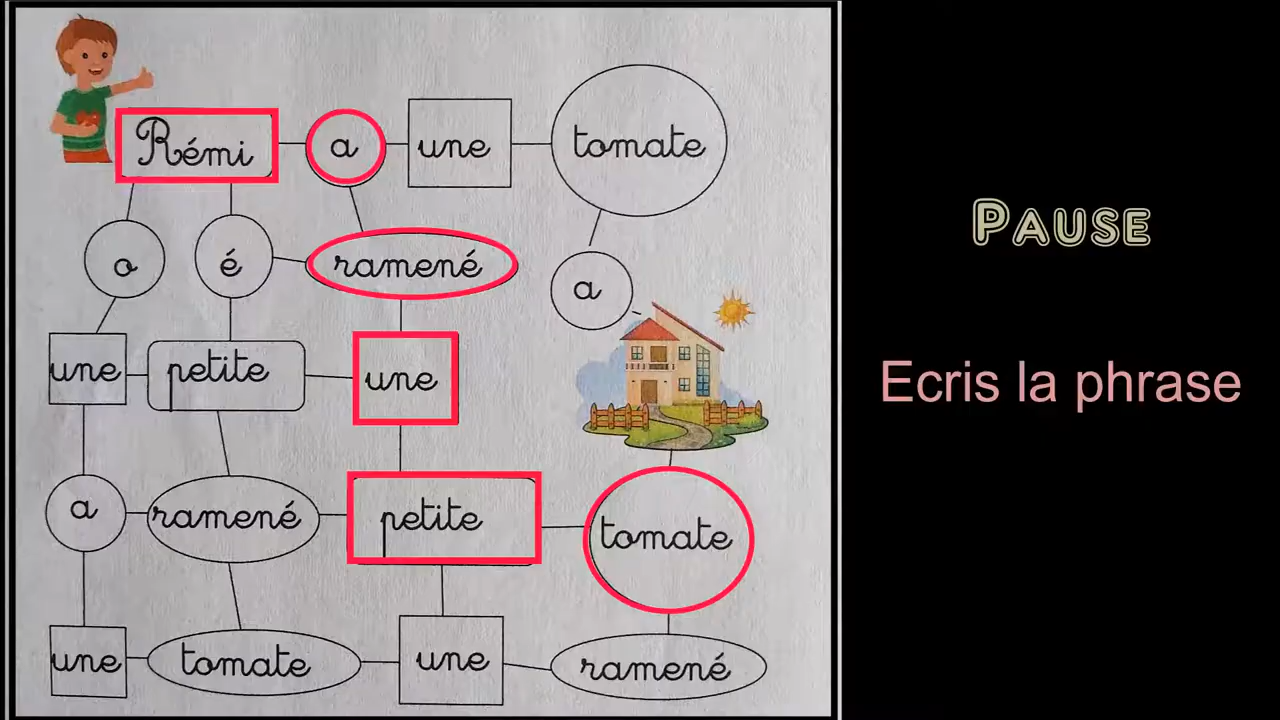 Rémi a une tomate
o é ramené a
une petite une
a ramené petite tomate
une tomate une ramené
Pause
Ecris la phrase